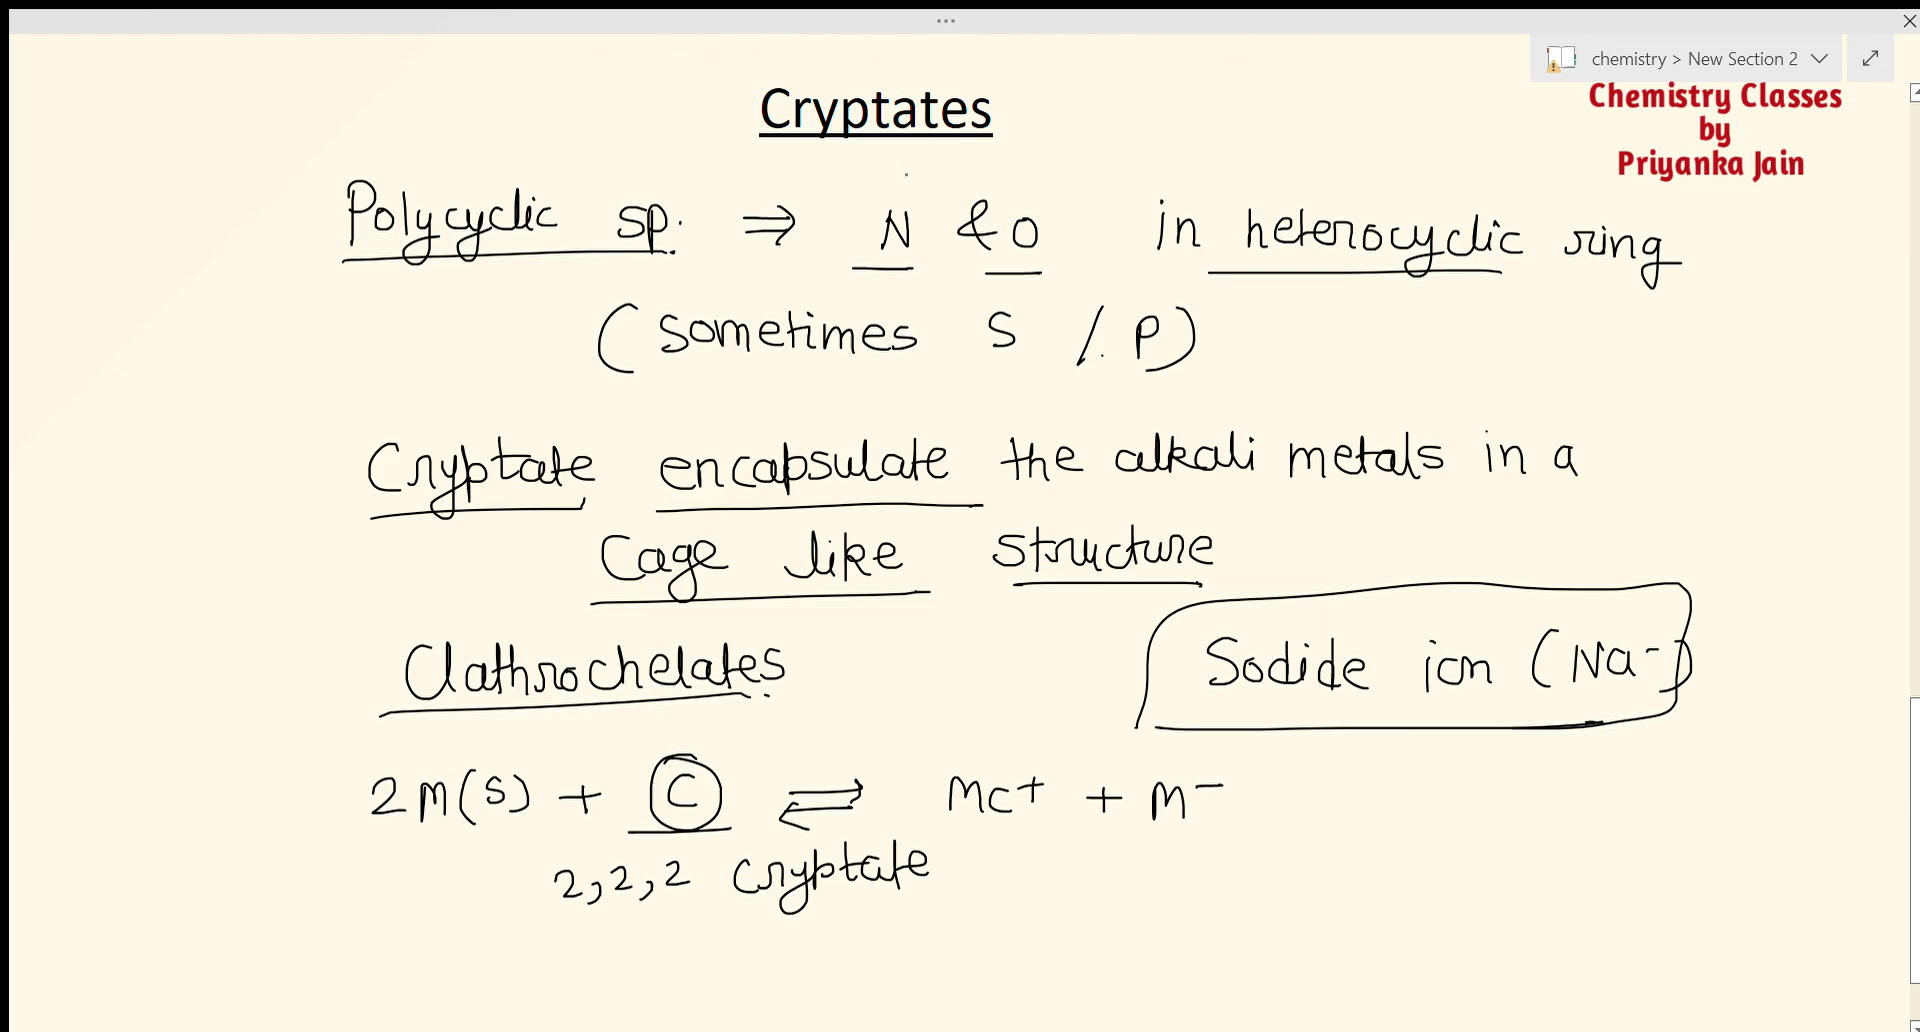 chemistry > New Section 2
Cryptates
Chemistry Classes
by
Priyanka Jain
Polycyclic sp. ⇒ N & O in heterocyclic ring
(sometimes S / P)
Cryptate encapsulate the alkali metals in a
Cage like structure
Clathrochelates
Sodide ion (Na-)
2M(S) + C ⇌ MC+ + M-
2,2,2 Cryptate